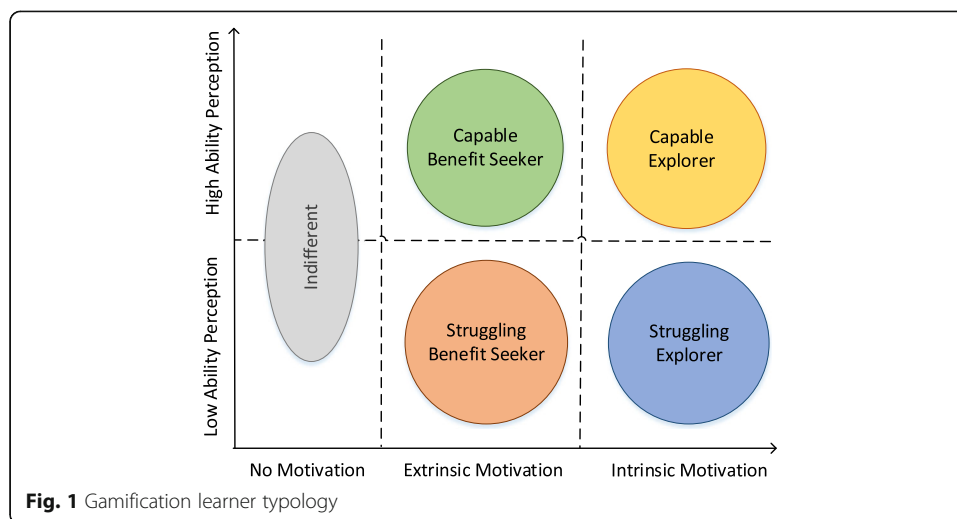 High Ability Perception
Low Ability Perception
Indifferent
Capable
Benefit Seeker
Capable
Explorer
Struggling
Benefit Seeker
Struggling
Explorer
No Motivation
Extrinsic Motivation
Intrinsic Motivation
Fig. 1 Gamification learner typology